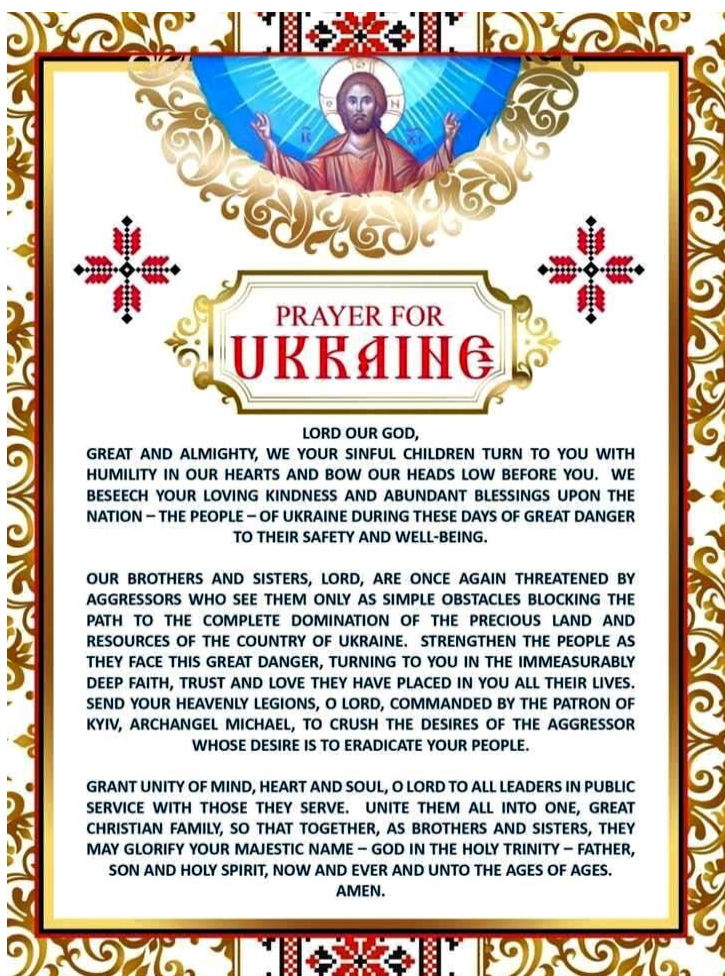 PRAYER FOR
UKRAINE
LORD OUR GOD,
GREAT AND ALMIGHTY, WE YOUR SINFUL CHILDREN TURN TO YOU WITH
HUMILITY IN OUR HEARTS AND BOW OUR HEADS LOW BEFORE YOU. WE
BESEECH YOUR LOVING KINDNESS AND ABUNDANT BLESSINGS UPON THE
NATION – THE PEOPLE – OF UKRAINE DURING THESE DAYS OF GREAT DANGER
TO THEIR SAFETY AND WELL-BEING.
OUR BROTHERS AND SISTERS, LORD, ARE ONCE AGAIN THREATENED BY
AGGRESSORS WHO SEE THEM ONLY AS SIMPLE OBSTACLES BLOCKING THE
PATH TO THE COMPLETE DOMINATION OF THE PRECIOUS LAND AND
RESOURCES OF THE COUNTRY OF UKRAINE. STRENGTHEN THE PEOPLE AS
THEY FACE THIS GREAT DANGER, TURNING TO YOU IN THE IMMEASURABLY
DEEP FAITH, TRUST AND LOVE THEY HAVE PLACED IN YOU ALL THEIR LIVES.
SEND YOUR HEAVENLY LEGIONS, O LORD, COMMANDED BY THE PATRON OF
KYIV, ARCHANGEL MICHAEL, TO CRUSH THE DESIRES OF THE AGGRESSOR
WHOSE DESIRE IS TO ERADICATE YOUR PEOPLE.
GRANT UNITY OF MIND, HEART AND SOUL, O LORD TO ALL LEADERS IN PUBLIC
SERVICE WITH THOSE THEY SERVE. UNITE THEM ALL INTO ONE, GREAT
CHRISTIAN FAMILY, SO THAT TOGETHER, AS BROTHERS AND SISTERS, THEY
MAY GLORIFY YOUR MAJESTIC NAME – GOD IN THE HOLY TRINITY – FATHER,
SON AND HOLY SPIRIT, NOW AND EVER AND UNTO THE AGES OF AGES.
AMEN.